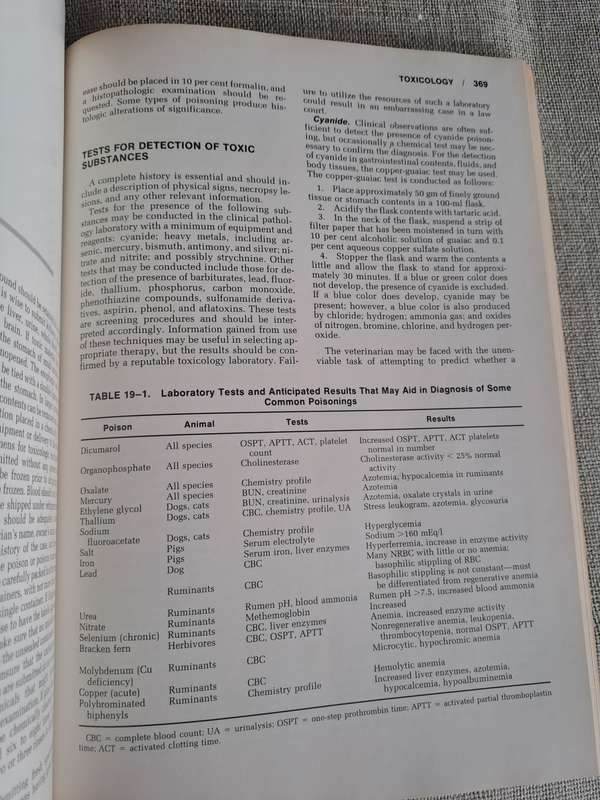 TOXICOLOGY / 369
ease should be placed in 10 per cent formalin, and
a histopathologic examination should be re-
quested. Some types of poisoning produce his-
tologic alterations of significance.
TESTS FOR DETECTION OF TOXIC
SUBSTANCES
A complete history is essential and should in-
clude a description of physical signs, necropsy le-
sions, and any other relevant information.
Tests for the presence of the following sub-
stances may be conducted in the clinical pathol-
ogy laboratory with a minimum of equipment and
reagents: cyanide; heavy metals, including ar-
senic, mercury, bismuth, antimony, and silver; ni-
trate and nitrite; and possibly strychnine. Other
tests that may be conducted include those for de-
tection of the presence of barbiturates, lead, fluor-
ide, thallium, phosphorus, carbon monoxide,
phenothiazine compounds, sulfonamide deriva-
tives, aspirin, phenol, and aflatoxins. These tests
are screening procedures and should be inter-
preted accordingly. Information gained from use
of these techniques may be useful in selecting ap-
propriate therapy, but the results should be con-
firmed by a reputable toxicology laboratory. Fail-
ure to utilize the resources of such a laboratory
could result in an embarrassing case in a law
court.
Cyanide. Clinical observations are often suf-
ficient to detect the presence of cyanide poison-
ing, but occasionally a chemical test may be nec-
essary to confirm the diagnosis. For the detection
of cyanide in gastrointestinal contents, fluids, and
body tissues, the copper-guaiac test may be used.
The copper-guaiac test is conducted as follows:
1. Place approximately 50 gm of finely ground
tissue or stomach contents in a 100-ml flask.
2. Acidify the flask contents with tartaric acid.
3. In the neck of the flask, suspend a strip of
filter paper that has been moistened in turn with
10 per cent alcoholic solution of guaiac and 0.1
per cent aqueous copper sulfate solution.
4. Stopper the flask and warm the contents a
little and allow the flask to stand for approxi-
mately 30 minutes. If a blue or green color does
not develop, the presence of cyanide is excluded.
If a blue color does develop, cyanide may be
present; however, a blue color is also produced
by chloride; hydrogen; ammonia gas; and oxides
of nitrogen, bromine, chlorine, and hydrogen per-
oxide.
The veterinarian may be faced with the unen-
viable task of attempting to predict whether a
TABLE 19–1. Laboratory Tests and Anticipated Results That May Aid in Diagnosis of Some
Common Poisonings
Poison Animal Tests Results
Dicumarol All species OSPT, APTT, ACT, platelet Increased OSPT, APTT, ACT platelets
count normal in number
Organophosphate All species Cholinesterase Cholinesterase activity < 25% normal
activity
Oxalate All species Chemistry profile Azotemia, hypocalcemia in ruminants
Mercury All species BUN, creatinine Azotemia
Ethylene glycol Dogs, cats BUN, creatinine, urinalysis Azotemia, oxalate crystals in urine
Thallium Dogs, cats CBC, chemistry profile, UA Stress leukogram, azotemia, glycosuria
Sodium
fluoroacetate Dogs, cats Chemistry profile Hyperglycemia
Salt Pigs Serum electrolyte Sodium >160 mEq/l
Iron Pigs Serum iron, liver enzymes Hyperferremia, increase in enzyme activity
Lead Dog CBC Many NRBC with little or no anemia;
basophilic stippling of RBC
Ruminants CBC Basophilic stippling is not constant—must
be differentiated from regenerative anemia
Urea Ruminants Rumen pH, blood ammonia Rumen pH >7.5, increased blood ammonia
Nitrate Ruminants Methemoglobin Increased
Selenium (chronic) Ruminants CBC, liver enzymes Anemia, increased enzyme activity
Bracken fern Herbivores CBC, OSPT, APTT Nonregenerative anemia, leukopenia,
thrombocytopenia, normal OSPT, APTT
Molybdenum (Cu Ruminants CBC Microcytic, hypochromic anemia
deficiency)
Copper (acute) Ruminants CBC Hemolytic anemia
Polybrominated Ruminants Chemistry profile Increased liver enzymes, azotemia,
biphenyls hypocalcemia, hypoalbuminemia
CBC = complete blood count; UA = urinalysis; OSPT = one-step prothrombin time; APTT = activated partial thromboplastin
time; ACT = activated clotting time.